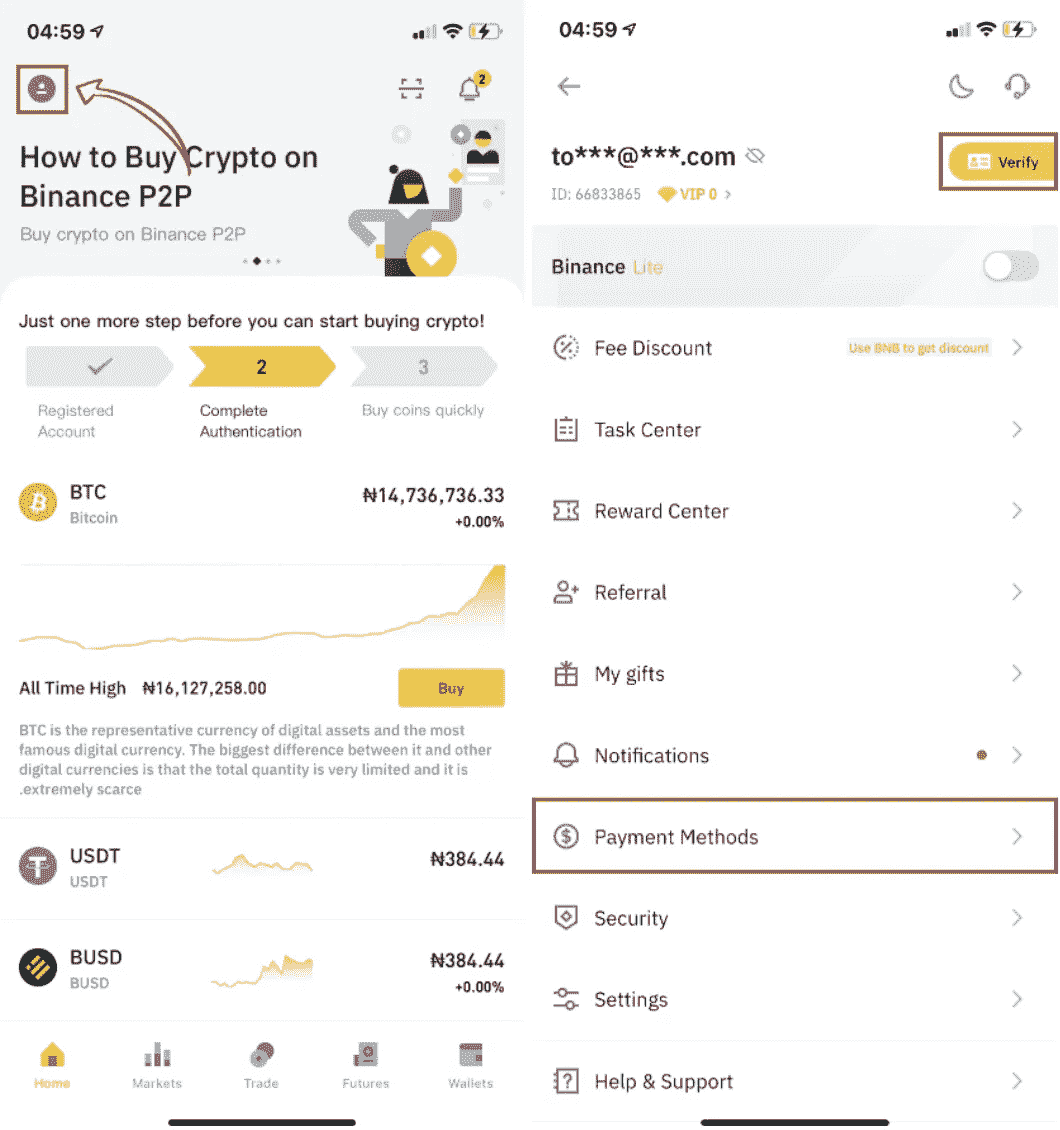 04:59
2
How to Buy Crypto on
Binance P2P
Buy crypto on Binance P2P
Just one more step before you can start buying crypto!
2
3
Registered
Account
Complete
Authentication
Buy coins quickly
BTC
₦14,736,736.33
Bitcoin
+0.00%
All Time High ₦16,127,258.00
Buy
BTC is the representative currency of digital assets and the most
famous digital currency. The biggest difference between it and other
digital currencies is that the total quantity is very limited and it is
.extremely scarce
USDT
₦384.44
USDT
BUSD
₦384.44
BUSD
+0.00%
Home
Markets
Trade
Futures
Wallets
04:59
to***@***.com
Verify
ID: 66833865
VIP 0
Binance Lite
Fee Discount
Use BNB to get discount
Task Center
Reward Center
Referral
My gifts
Notifications
Payment Methods
Security
Settings
Help & Support